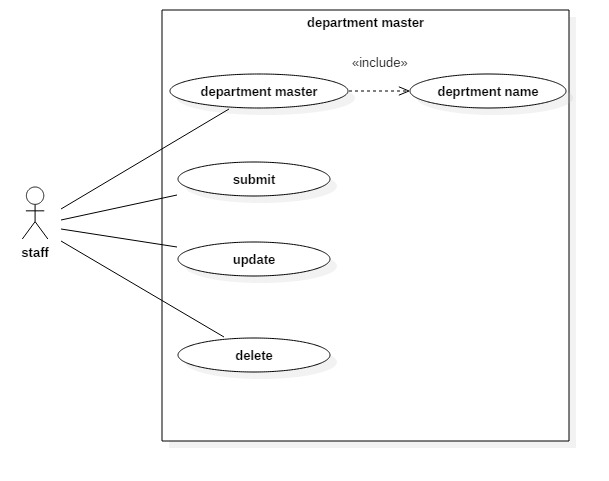 department master
«include»
department master
deprtment name
submit
staff
update
delete